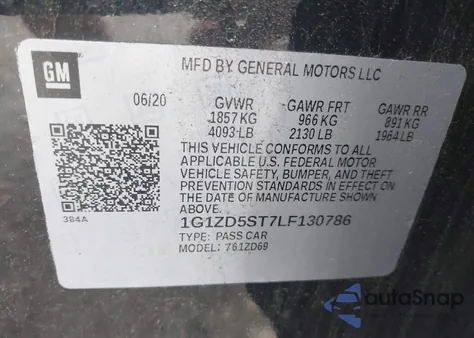 GM
MFD BY GENERAL MOTORS LLC
06/20 GVWR GAWR FRT GAWR RR
1857 KG 966 KG 891 KG
4093 LB 2130 LB 1964 LB
THIS VEHICLE CONFORMS TO ALL
APPLICABLE U.S. FEDERAL MOTOR
VEHICLE SAFETY, BUMPER, AND THEFT
PREVENTION STANDARDS IN EFFECT ON
THE DATE OF MANUFACTURE SHOWN
ABOVE.
384A
1G1ZD5ST7LF130786
TYPE: PASS CAR
MODEL: 761ZD69
autoSnap